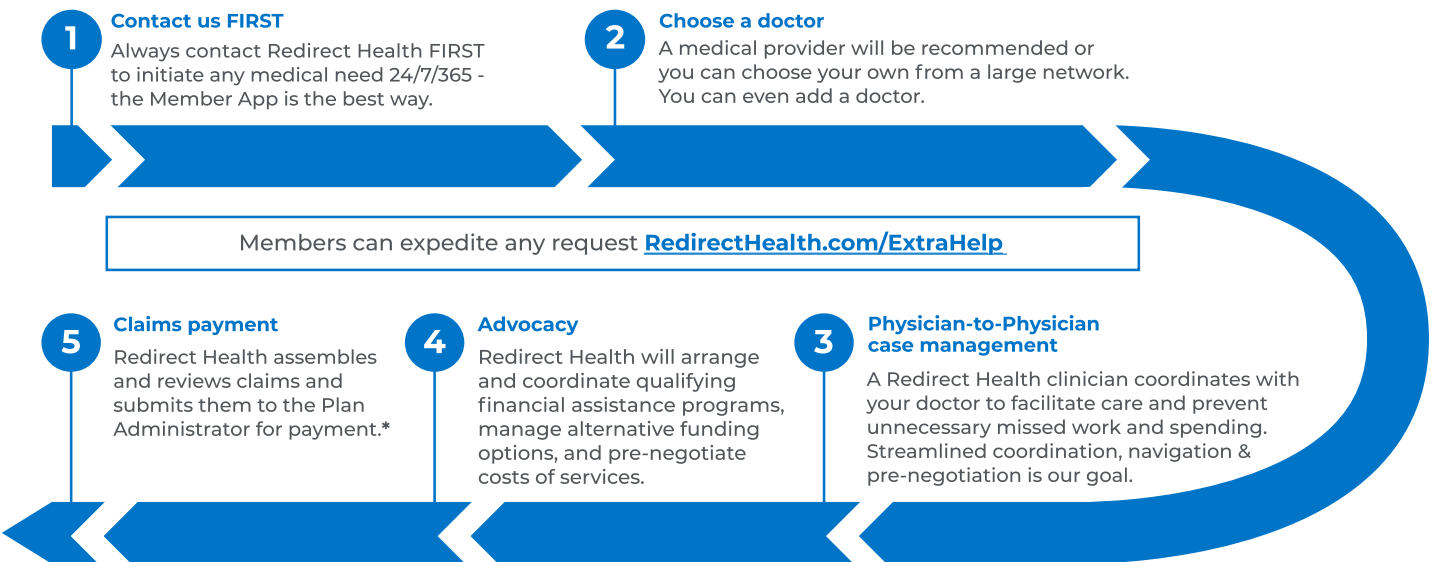 1
Contact us FIRST
Always contact Redirect Health FIRST
to initiate any medical need 24/7/365 -
the Member App is the best way.
2
Choose a doctor
A medical provider will be recommended or
you can choose your own from a large network.
You can even add a doctor.
Members can expedite any request RedirectHealth.com/ExtraHelp
3
Physician-to-Physician
case management
A Redirect Health clinician coordinates with
your doctor to facilitate care and prevent
unnecessary missed work and spending.
Streamlined coordination, navigation &
pre-negotiation is our goal.
4
Advocacy
Redirect Health will arrange
and coordinate qualifying
financial assistance programs,
manage alternative funding
options, and pre-negotiate
costs of services.
5
Claims payment
Redirect Health assembles
and reviews claims and
submits them to the Plan
Administrator for payment.*